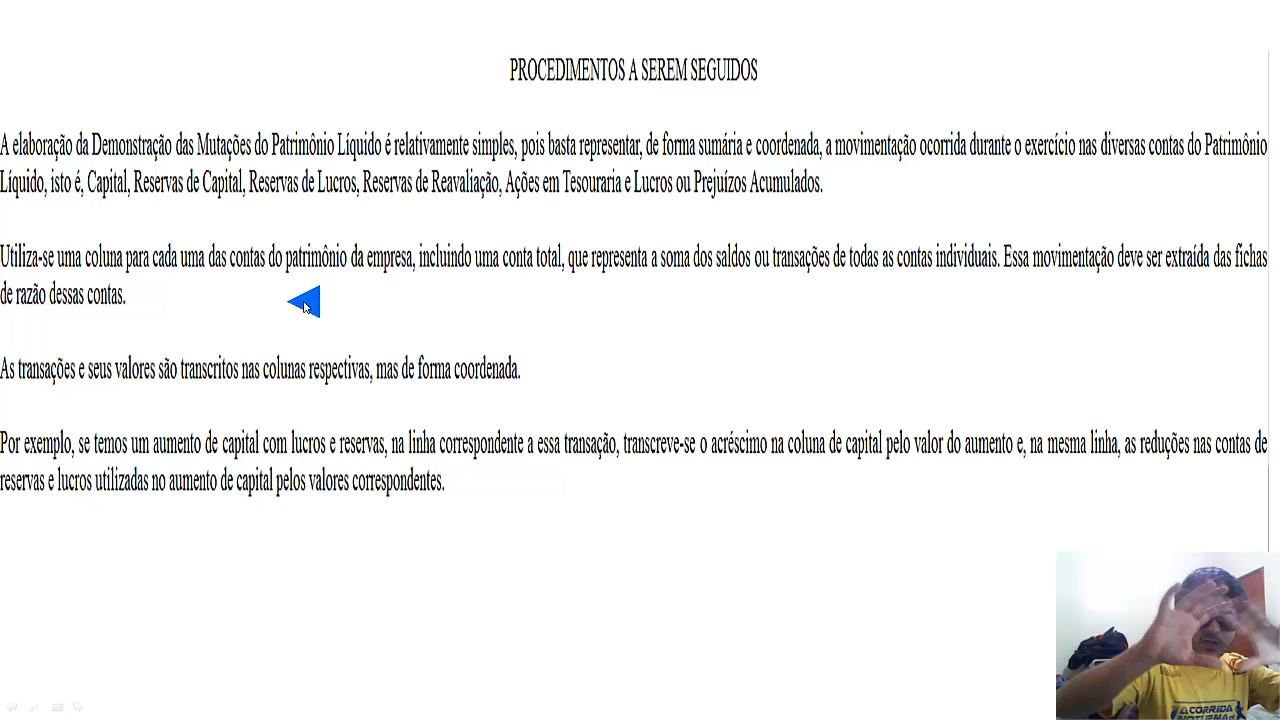 PROCEDIMENTOS A SEREM SEGUIDOS
A elaboração da Demonstração das Mutações do Patrimônio Líquido é relativamente simples, pois basta representar, de forma sumária e coordenada, a movimentação ocorrida durante o exercício nas diversas contas do Patrimônio
Líquido, isto é, Capital, Reservas de Capital, Reservas de Lucros, Reservas de Reavaliação, Ações em Tesouraria e Lucros ou Prejuízos Acumulados.
Utiliza-se uma coluna para cada uma das contas do patrimônio da empresa, incluindo uma conta total, que representa a soma dos saldos ou transações de todas as contas individuais. Essa movimentação deve ser extraída das fichas
de razão dessas contas.
As transações e seus valores são transcritos nas colunas respectivas, mas de forma coordenada.
Por exemplo, se temos um aumento de capital com lucros e reservas, na linha correspondente a essa transação, transcreve-se o acréscimo na coluna de capital pelo valor do aumento e, na mesma linha, as reduções nas contas de
reservas e lucros utilizadas no aumento de capital pelos valores correspondentes.
A CORRIDA
NOTURNA